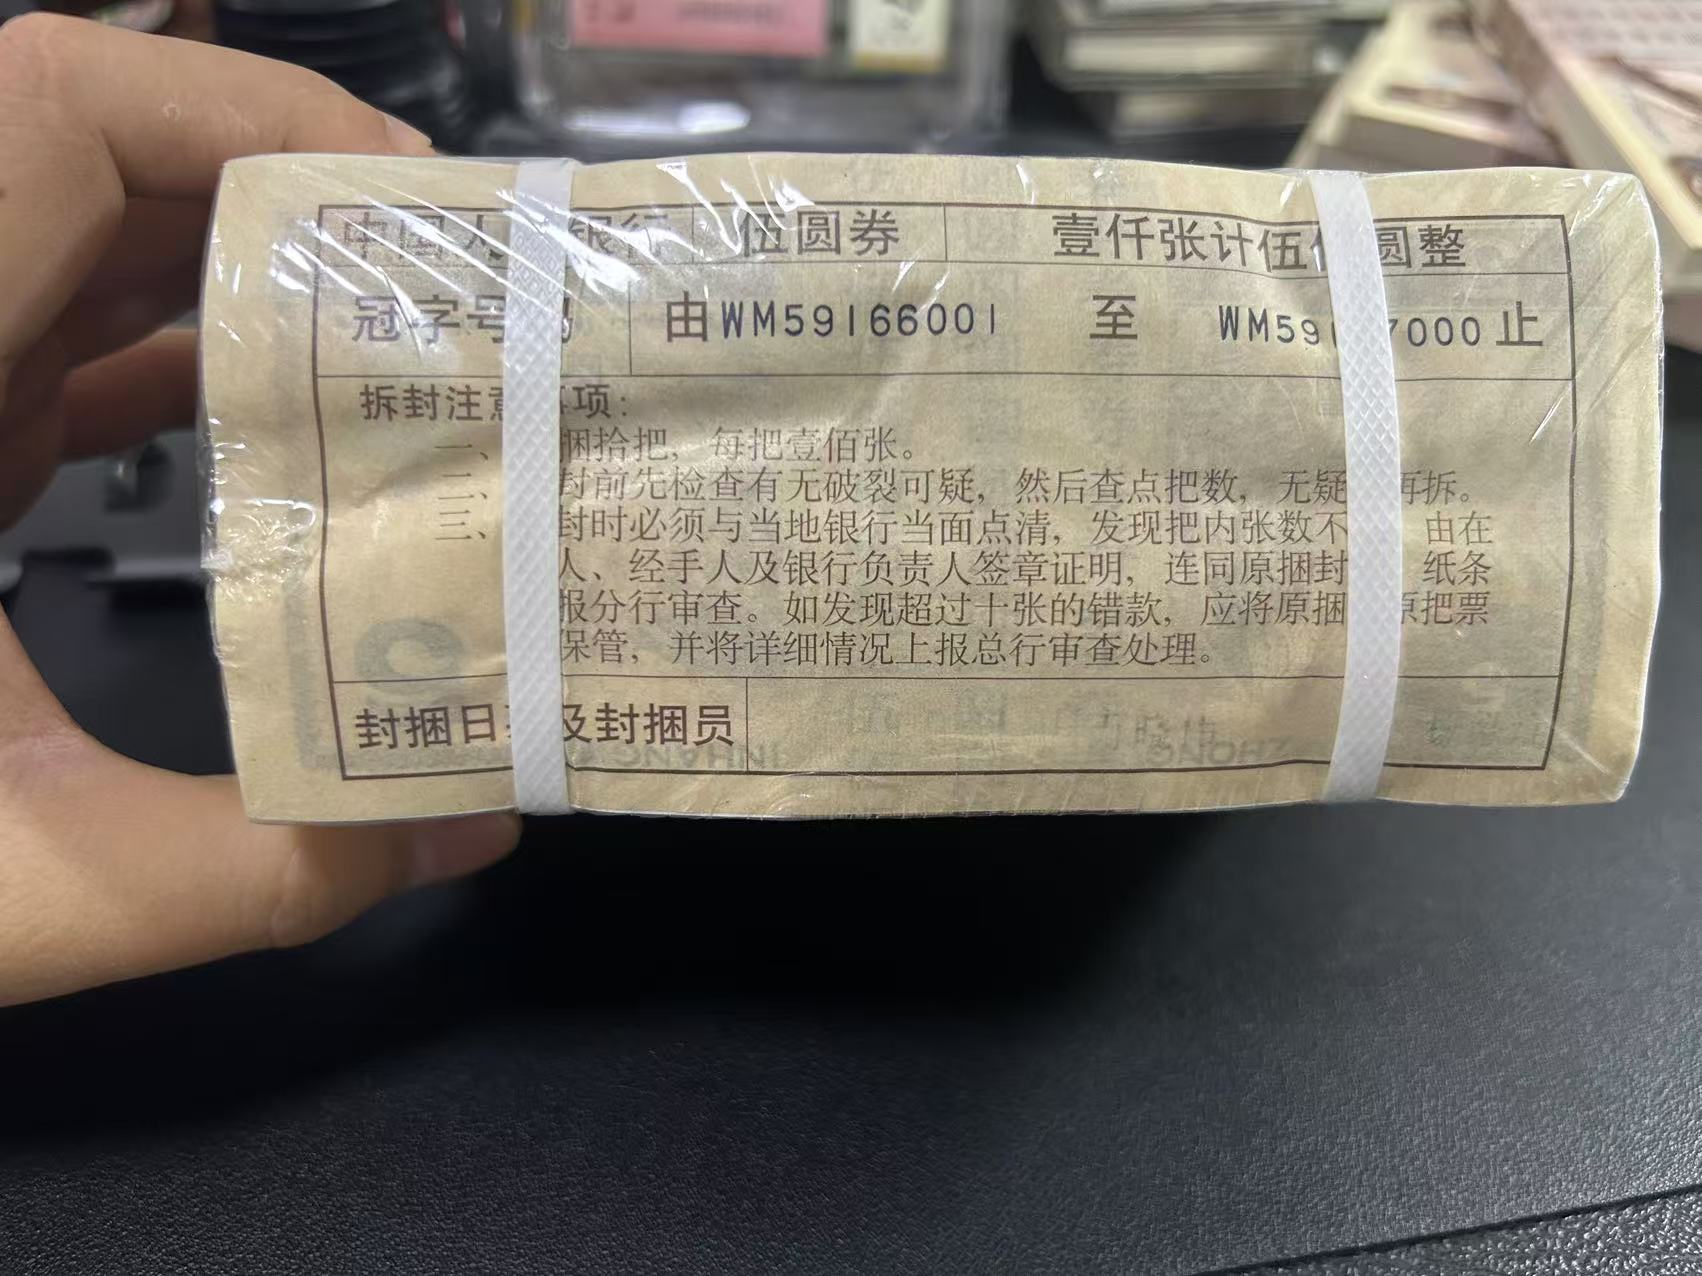 中国人 银行 伍圆券 壹仟张计伍 圆整
冠字号 由WM59166001 至 WM59 7000止
拆封注意 项：
一、 捆拾把，每把壹佰张。
二、 封前先检查有无破裂可疑，然后查点把数，无疑 再拆。
三、 封时必须与当地银行当面点清，发现把内张数不 由在
人、经手人及银行负责人签章证明，连同原捆封 纸条
报分行审查。如发现超过十张的错款，应将原捆 原把票
保管，并将详细情况上报总行审查处理。
封捆日 及封捆员